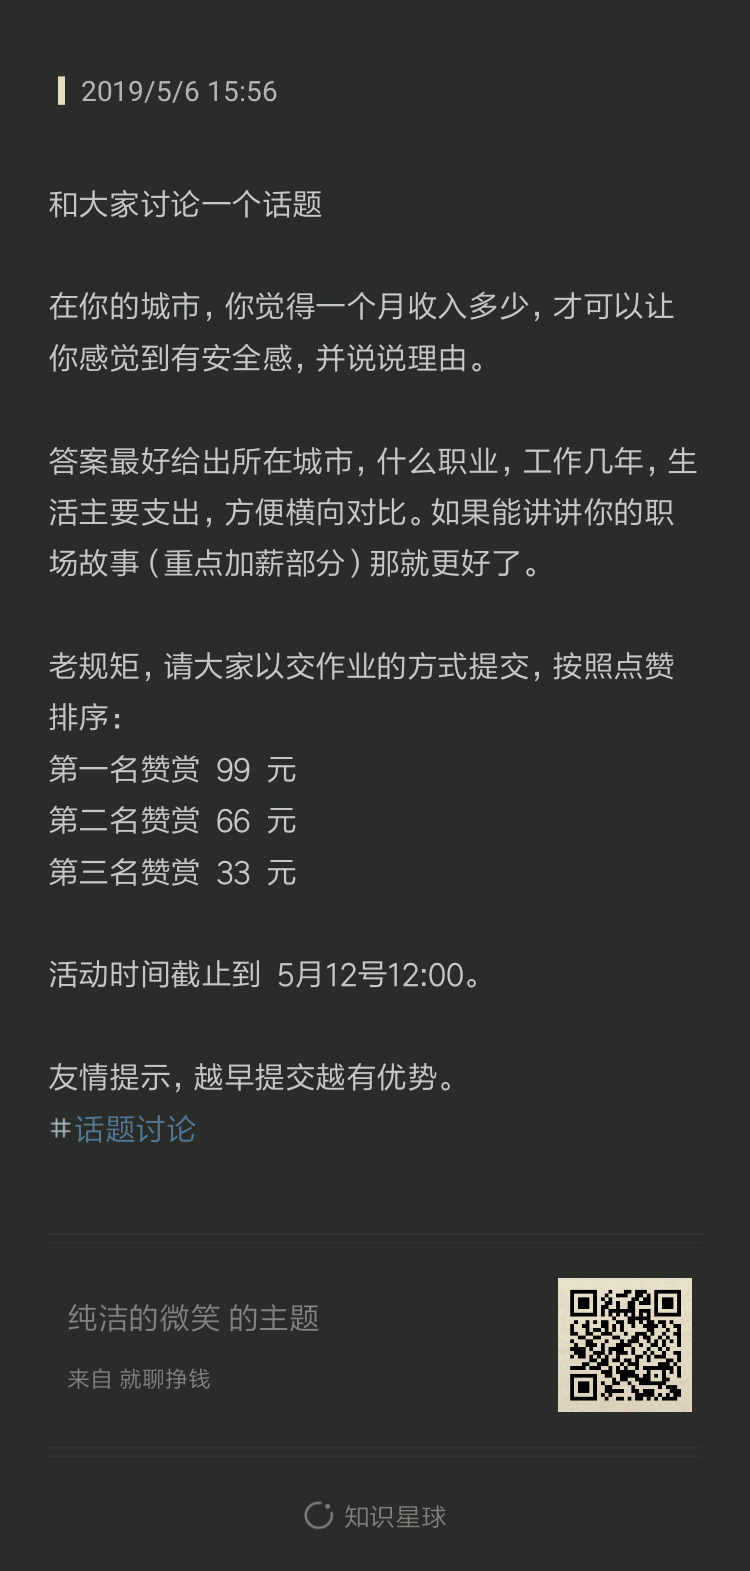 2019/5/6 15:56
和大家讨论一个话题
在你的城市，你觉得一个月收入多少，才可以让
你感觉到有安全感，并说说理由。
答案最好给出所在城市，什么职业，工作几年，生
活主要支出，方便横向对比。如果能讲讲你的职
场故事（重点加薪部分）那就更好了。
老规矩，请大家以交作业的方式提交，按照点赞
排序：
第一名赞赏 99 元
第二名赞赏 66 元
第三名赞赏 33 元
活动时间截止到 5月12号12:00。
友情提示，越早提交越有优势。
#话题讨论
纯洁的微笑 的主题
来自 就聊挣钱
知识星球